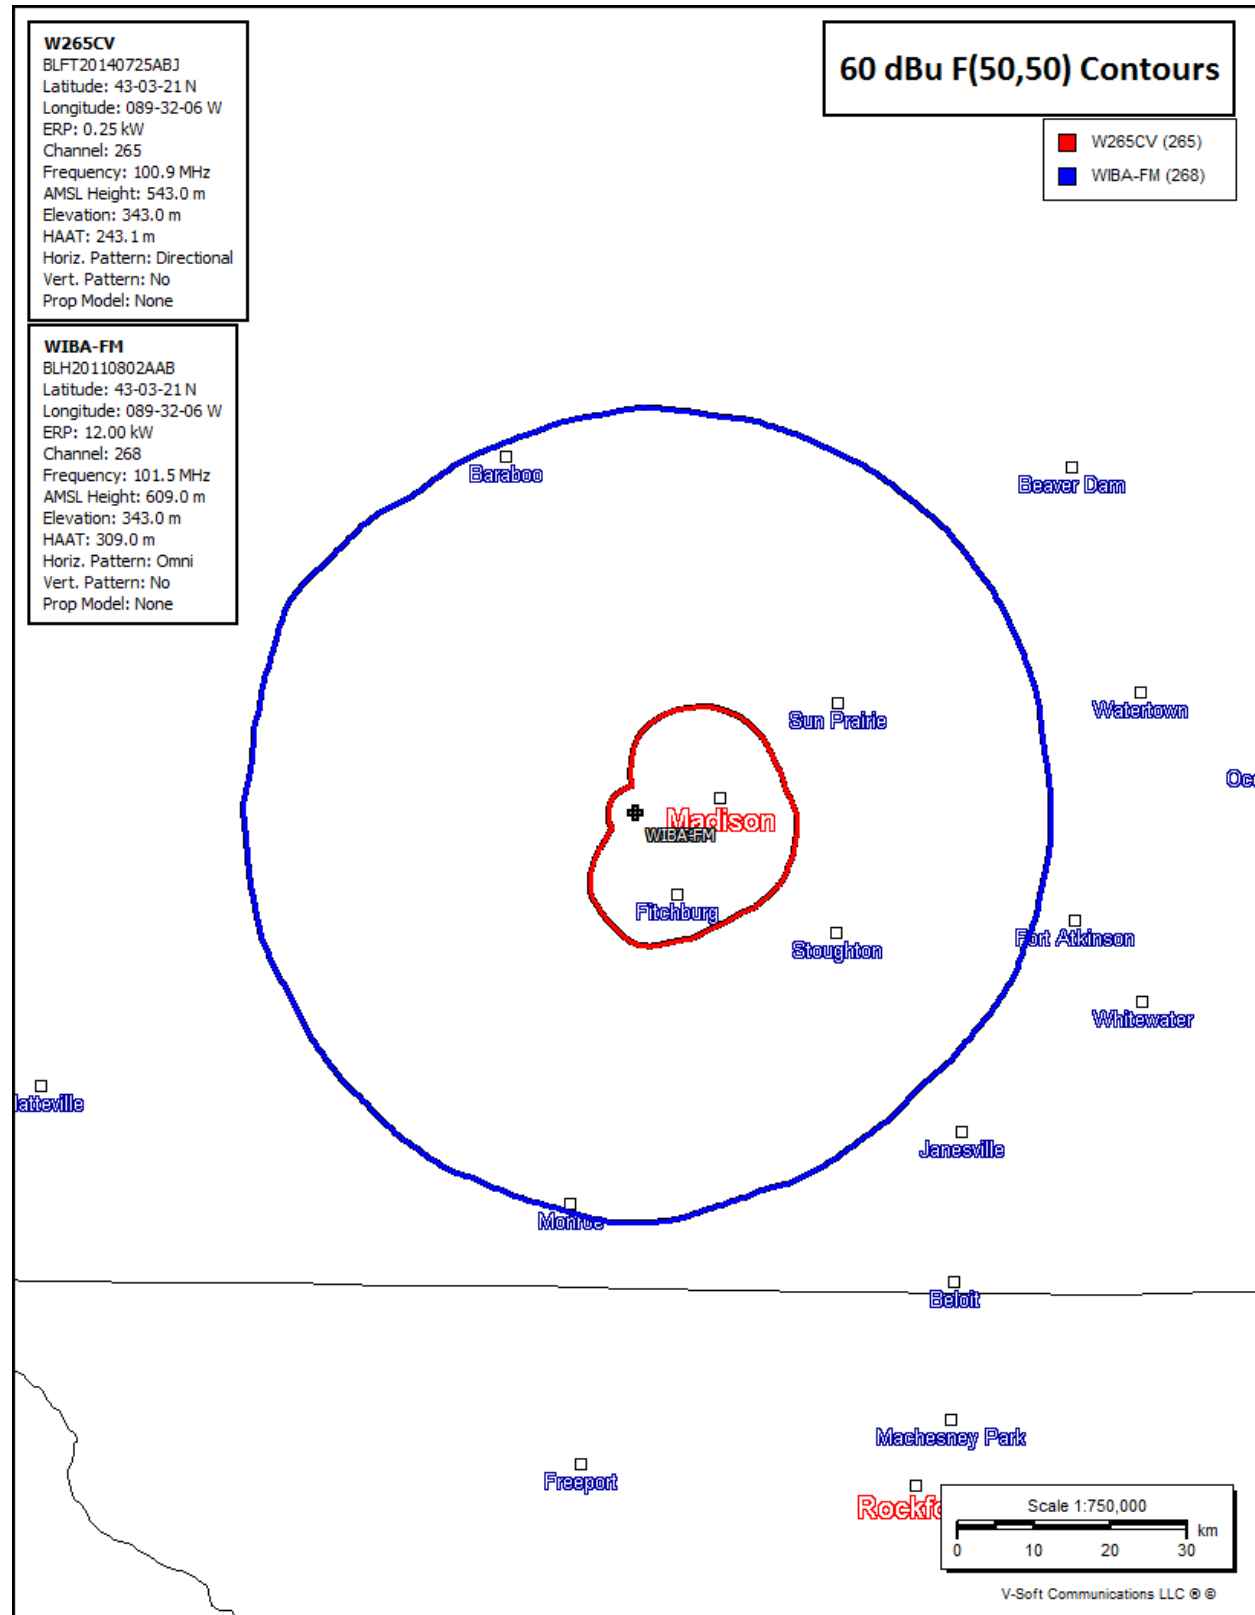 W265CV
BLFT20140725ABJ
Latitude: 43-03-21 N
Longitude: 089-32-06 W
ERP: 0.25 kW
Channel: 265
Frequency: 100.9 MHz
AMSL Height: 543.0 m
Elevation: 343.0 m
HAAT: 243.1 m
Horiz. Pattern: Directional
Vert. Pattern: No
Prop Model: None
60 dBu F(50,50) Contours
W265CV (265)
WIBA-FM (268)
WIBA-FM
BLH20110802AAB
Latitude: 43-03-21 N
Longitude: 089-32-06 W
ERP: 12.00 kW
Channel: 268
Frequency: 101.5 MHz
AMSL Height: 609.0 m
Elevation: 343.0 m
HAAT: 309.0 m
Horiz. Pattern: Omni
Vert. Pattern: No
Prop Model: None
Baraboo
Beaver Dam
Sun Prairie
Watertown
Oco
Madison
WIBA-FM
Fitchburg
Stoughton
Fort Atkinson
Whitewater
latteville
Janesville
Monroe
Beloit
Machesney Park
Freeport
Rockfo
Scale 1:750,000
km
0 10 20 30
V-Soft Communications LLC ® ©